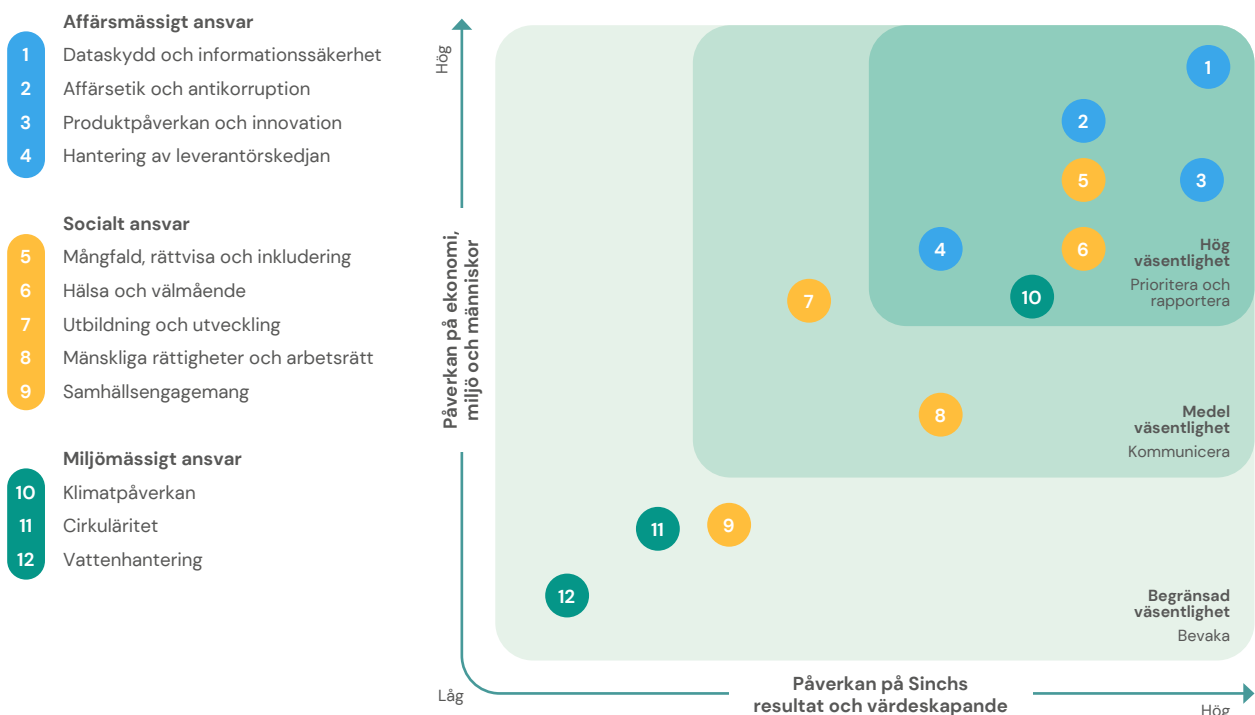 Affärsmässigt ansvar
1 Dataskydd och informationssäkerhet
2 Affärsetik och antikorruption
3 Produktpåverkan och innovation
4 Hantering av leverantörskedjan
Socialt ansvar
5 Mångfald, rättvisa och inkludering
6 Hälsa och välmående
7 Utbildning och utveckling
8 Mänskliga rättigheter och arbetsrätt
9 Samhällsengagemang
Miljömässigt ansvar
10 Klimatpåverkan
11 Cirkuläritet
12 Vattenhantering
Hög
Påverkan på ekonomi,
miljö och människor
Låg
1
2
5
3
4
6
Hög
väsentlighet
Prioritera och
rapportera
10
7
8
Medel
väsentlighet
Kommunicera
11
9
12
Begränsad
väsentlighet
Bevaka
Påverkan på Sinchs
resultat och värdeskapande
Hög